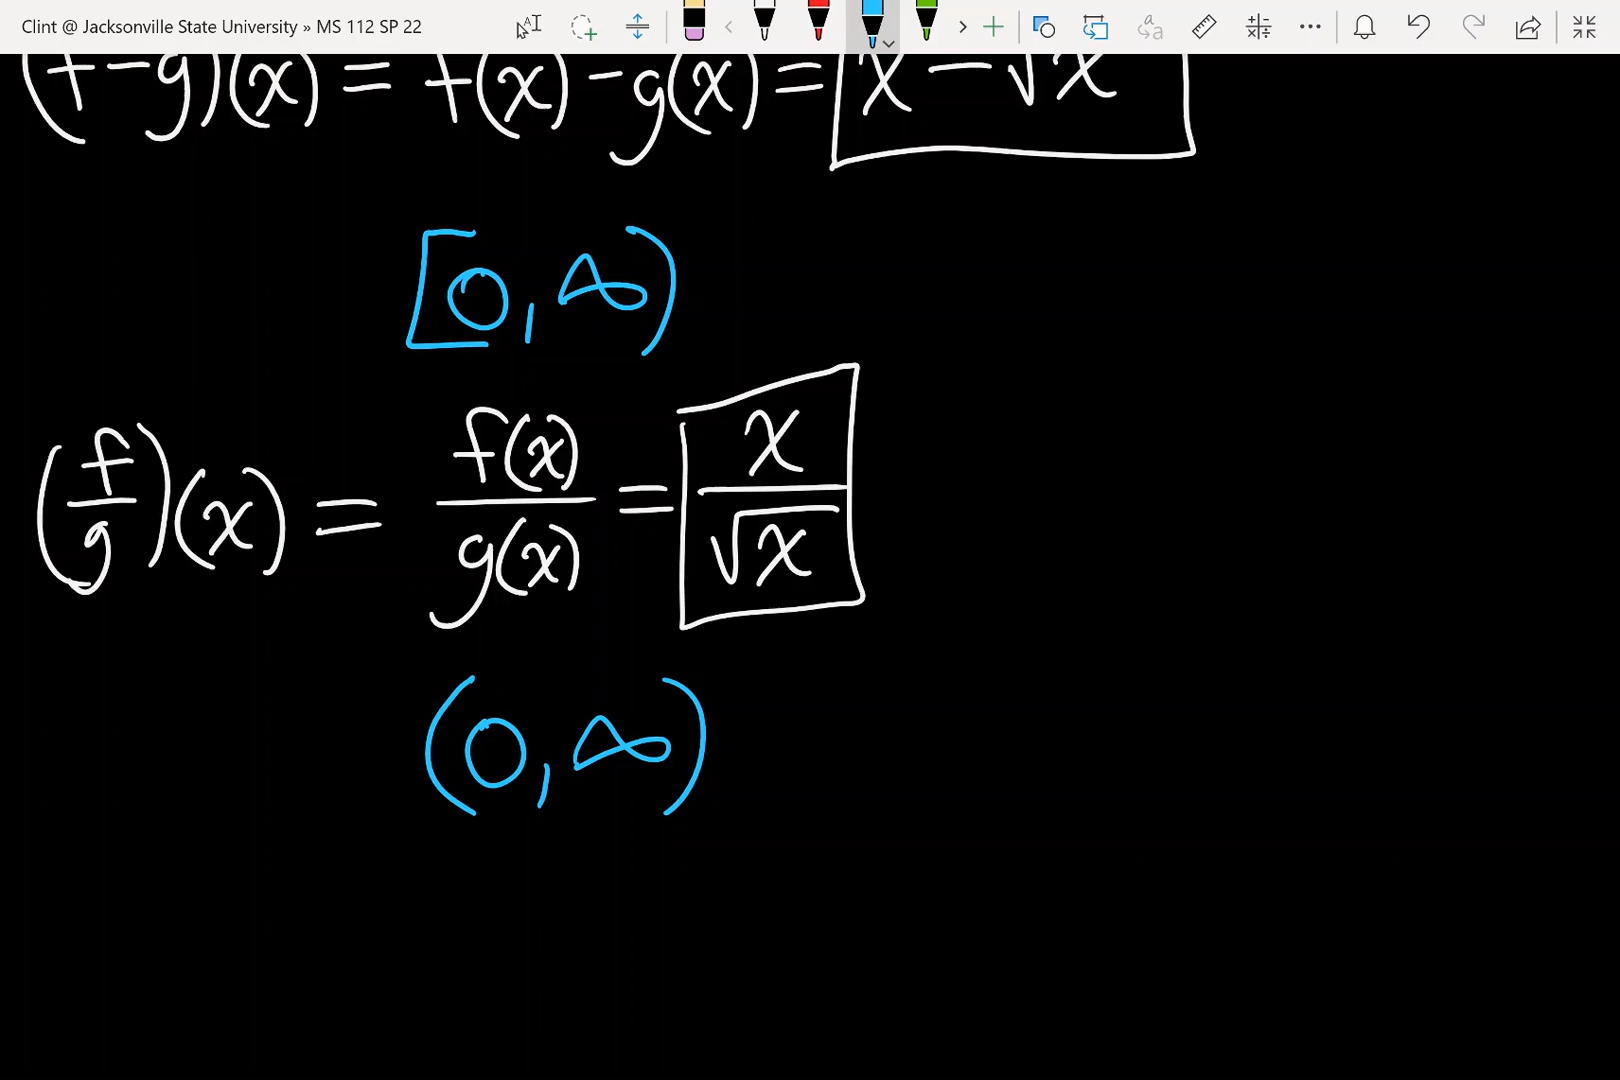 Clint @ Jacksonville State University » MS 112 SP 22
(f-g)(x) = f(x) - g(x) = x - √x
[0, ∞)
(f/g)(x) = f(x)/g(x) = x/√x
(0, ∞)